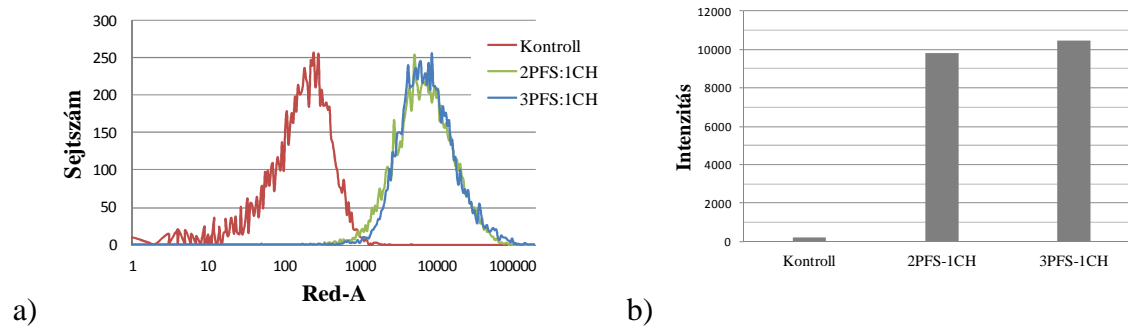 300
250
200
150
100
50
0
Sejtszám
1 10 100 1000 10000 100000
Red-A
Kontroll
2PFS:1CH
3PFS:1CH
a)
12000
10000
8000
6000
4000
2000
0
Intenzitás
Kontroll 2PFS-1CH 3PFS-1CH
b)